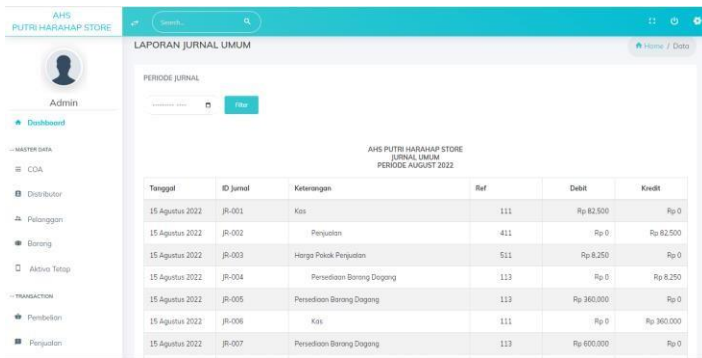 AHS
PUTRI HARAHAP STORE
Search...
Admin
Dashboard
MASTER DATA
COA
Distributor
Pelanggan
Barang
Aktiva Tetap
TRANSACTION
Pembelian
Penjualan
LAPORAN JURNAL UMUM
Home / Data
PERIODE JURNAL
Filter
AHS PUTRI HARAHAP STORE
JURNAL UMUM
PERIODE AUGUST 2022
Tanggal ID Jurnal Keterangan Ref Debit Kredit
15 Agustus 2022 JR-001 Kas 111 Rp 82,500 Rp 0
15 Agustus 2022 JR-002 Penjualan 411 Rp 0 Rp 82,500
15 Agustus 2022 JR-003 Harga Pokok Penjualan 511 Rp 8,250 Rp 0
15 Agustus 2022 JR-004 Persediaan Barang Dagang 113 Rp 0 Rp 8,250
15 Agustus 2022 JR-005 Persediaan Barang Dagang 113 Rp 360,000 Rp 0
15 Agustus 2022 JR-006 Kas 111 Rp 0 Rp 360,000
15 Agustus 2022 JR-007 Persediaan Barang Dagang 113 Rp 600,000 Rp 0